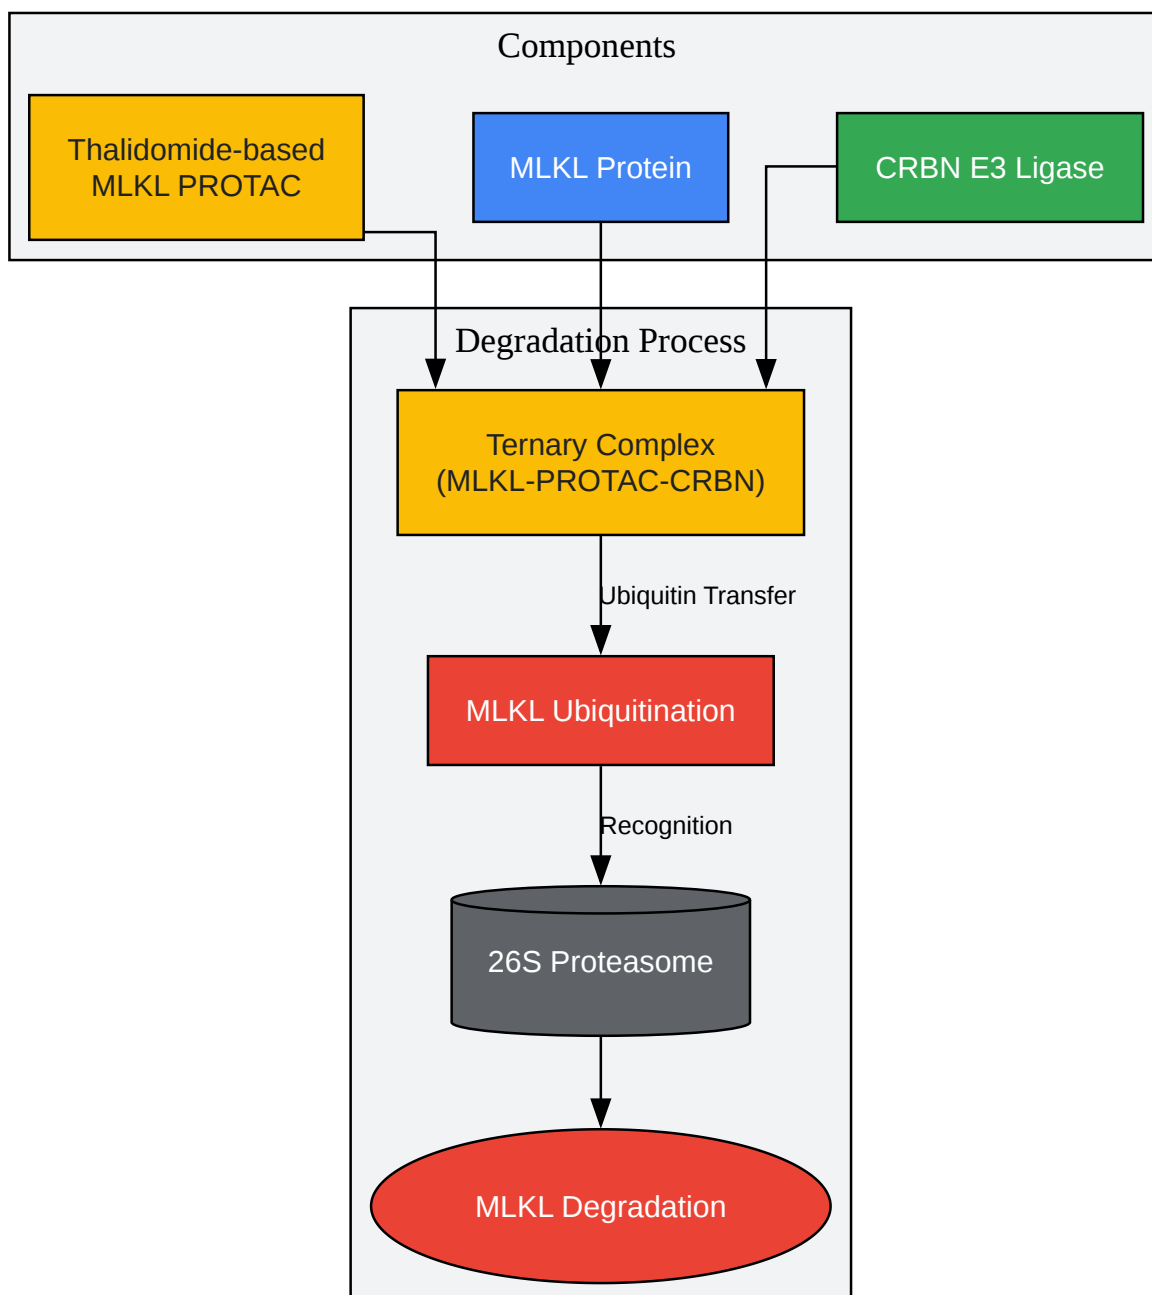 Components
Thalidomide-based
MLKL PROTAC
MLKL Protein
CRBN E3 Ligase
Degradation Process
Ternary Complex
(MLKL-PROTAC-CRBN)
Ubiquitin Transfer
MLKL Ubiquitination
Recognition
26S Proteasome
MLKL Degradation